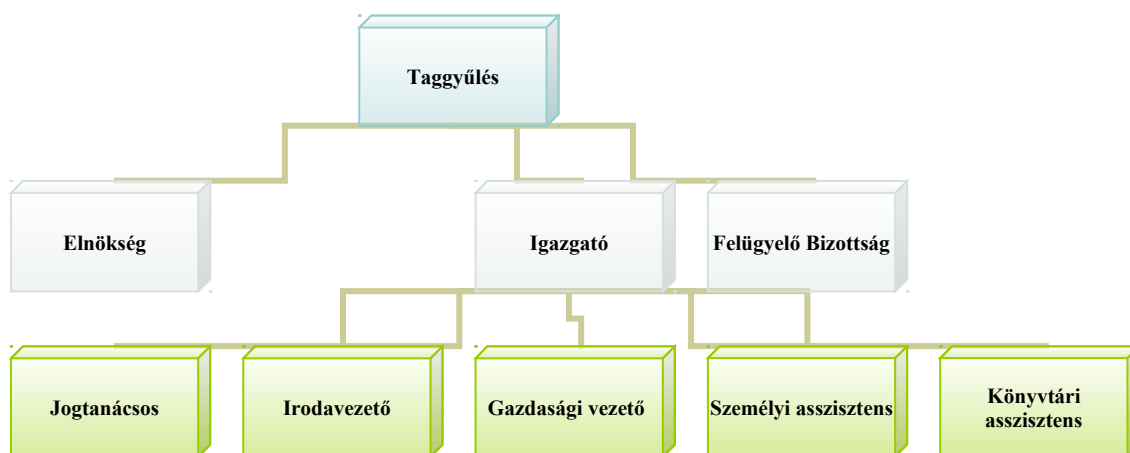 Taggyűlés
Elnökség
Igazgató
Felügyelő Bizottság
Jogtanácsos
Irodavezető
Gazdasági vezető
Személyi asszisztens
Könyvtári
asszisztens